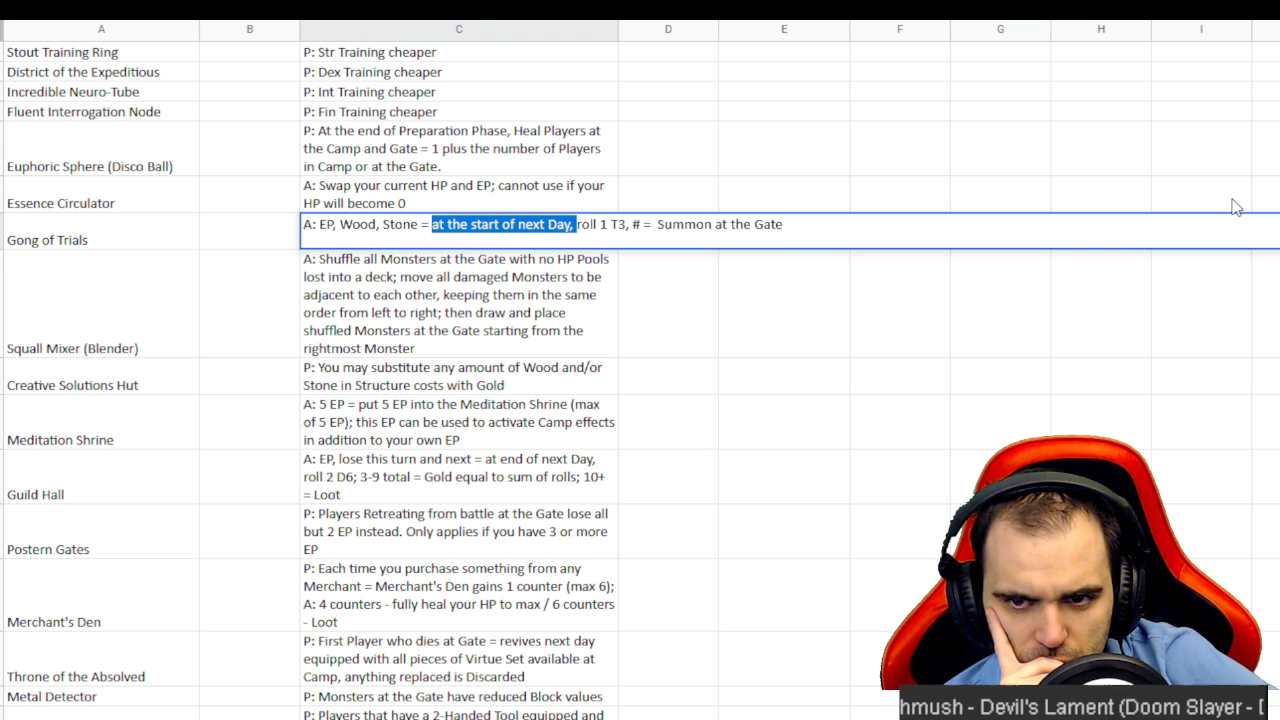 A B C D E F G H I
Stout Training Ring
P: Str Training cheaper
District of the Expeditious
P: Dex Training cheaper
Incredible Neuro-Tube
P: Int Training cheaper
Fluent Interrogation Node
P: Fin Training cheaper
Euphoric Sphere (Disco Ball)
P: At the end of Preparation Phase, Heal Players at
the Camp and Gate = 1 plus the number of Players
in Camp or at the Gate.
Essence Circulator
A: Swap your current HP and EP; cannot use if your
HP will become 0
Gong of Trials
A: EP, Wood, Stone = at the start of next Day, roll 1 T3, # =  Summon at the Gate
Squall Mixer (Blender)
A: Shuffle all Monsters at the Gate with no HP Pools
lost into a deck; move all damaged Monsters to be
adjacent to each other, keeping them in the same
order from left to right; then draw and place
shuffled Monsters at the Gate starting from the
rightmost Monster
Creative Solutions Hut
P: You may substitute any amount of Wood and/or
Stone in Structure costs with Gold
Meditation Shrine
A: 5 EP = put 5 EP into the Meditation Shrine (max
of 5 EP); this EP can be used to activate Camp effects
in addition to your own EP
Guild Hall
A: EP, lose this turn and next = at end of next Day,
roll 2 D6; 3-9 total = Gold equal to sum of rolls; 10+
= Loot
Postern Gates
P: Players Retreating from battle at the Gate lose all
but 2 EP instead. Only applies if you have 3 or more
EP
Merchant's Den
P: Each time you purchase something from any
Merchant = Merchant's Den gains 1 counter (max 6);
A: 4 counters - fully heal your HP to max / 6 counters
- Loot
Throne of the Absolved
P: First Player who dies at Gate = revives next day
equipped with all pieces of Virtue Set available at
Camp, anything replaced is Discarded
Metal Detector
P: Monsters at the Gate have reduced Block values
P: Players that have a 2-Handed Tool equipped and
hmush - Devil's Lament (Doom Slayer -